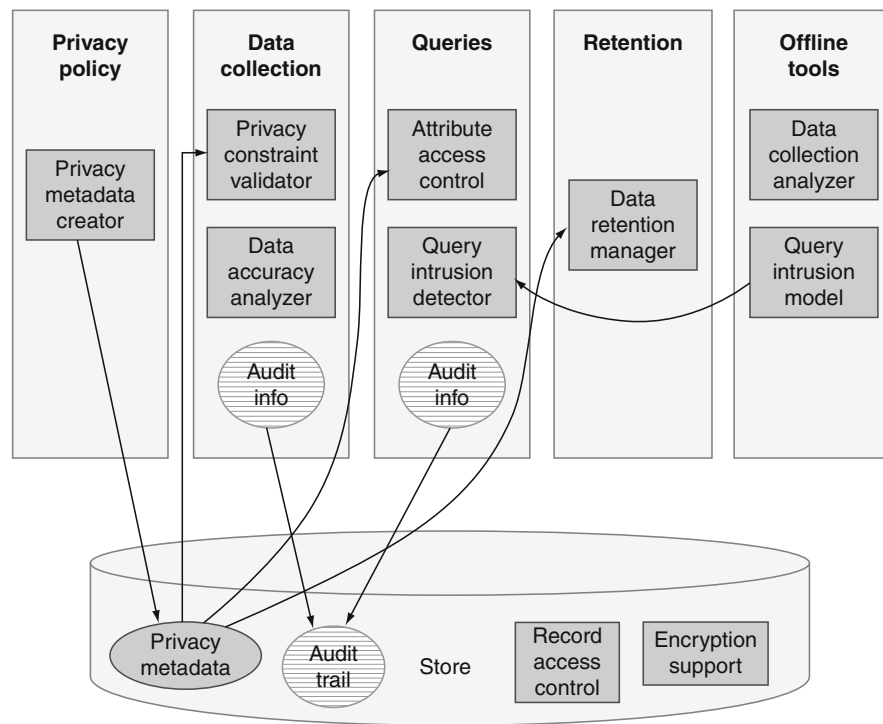 Privacy
policy
Data
collection
Queries
Retention
Offline
tools
Privacy
metadata
creator
Privacy
constraint
validator
Data
accuracy
analyzer
Audit
info
Attribute
access
control
Query
intrusion
detector
Audit
info
Data
retention
manager
Data
collection
analyzer
Query
intrusion
model
Privacy
metadata
Audit
trail
Store
Record
access
control
Encryption
support